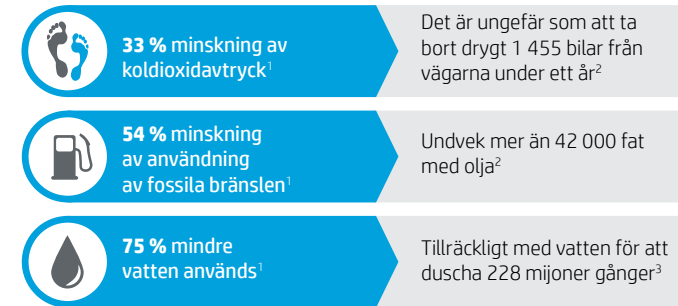 33 % minskning av
koldioxidavtryck¹
Det är ungefär som att ta
bort drygt 1 455 bilar från
vägarna under ett år²
54 % minskning
av användning
av fossila bränslen¹
Undvek mer än 42 000 fat
med olja²
75 % mindre
vatten används¹
Tillräckligt med vatten för att
duscha 228 mijoner gånger³